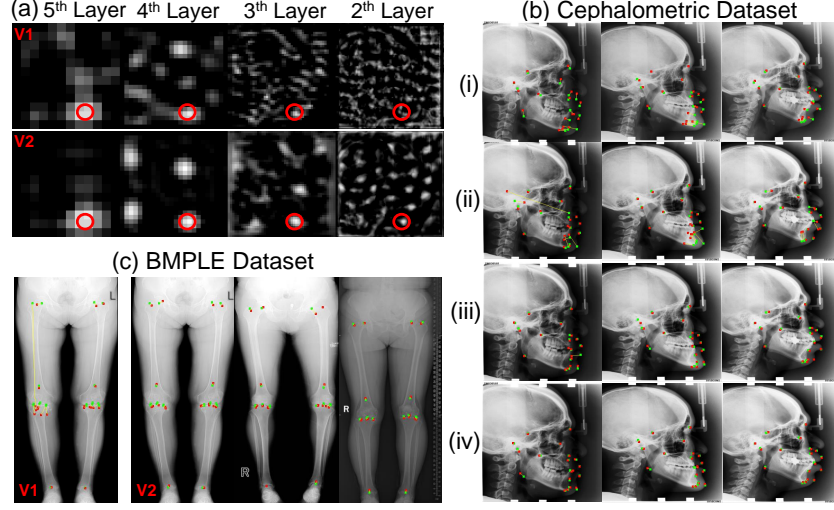 (a) 5th Layer 4th Layer 3th Layer 2th Layer
V1
V2
(b) Cephalometric Dataset
(i)
(ii)
(iii)
(iv)
(c) BMPLE Dataset
L
L
R
R
V1
V2